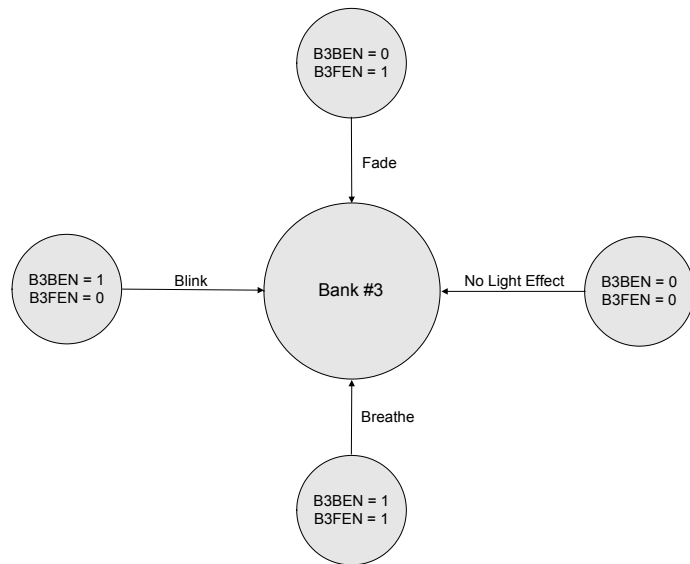 B3BEN = 0
B3FEN = 1
Fade
B3BEN = 1
B3FEN = 0
Blink
Bank #3
No Light Effect
B3BEN = 0
B3FEN = 0
Breathe
B3BEN = 1
B3FEN = 1